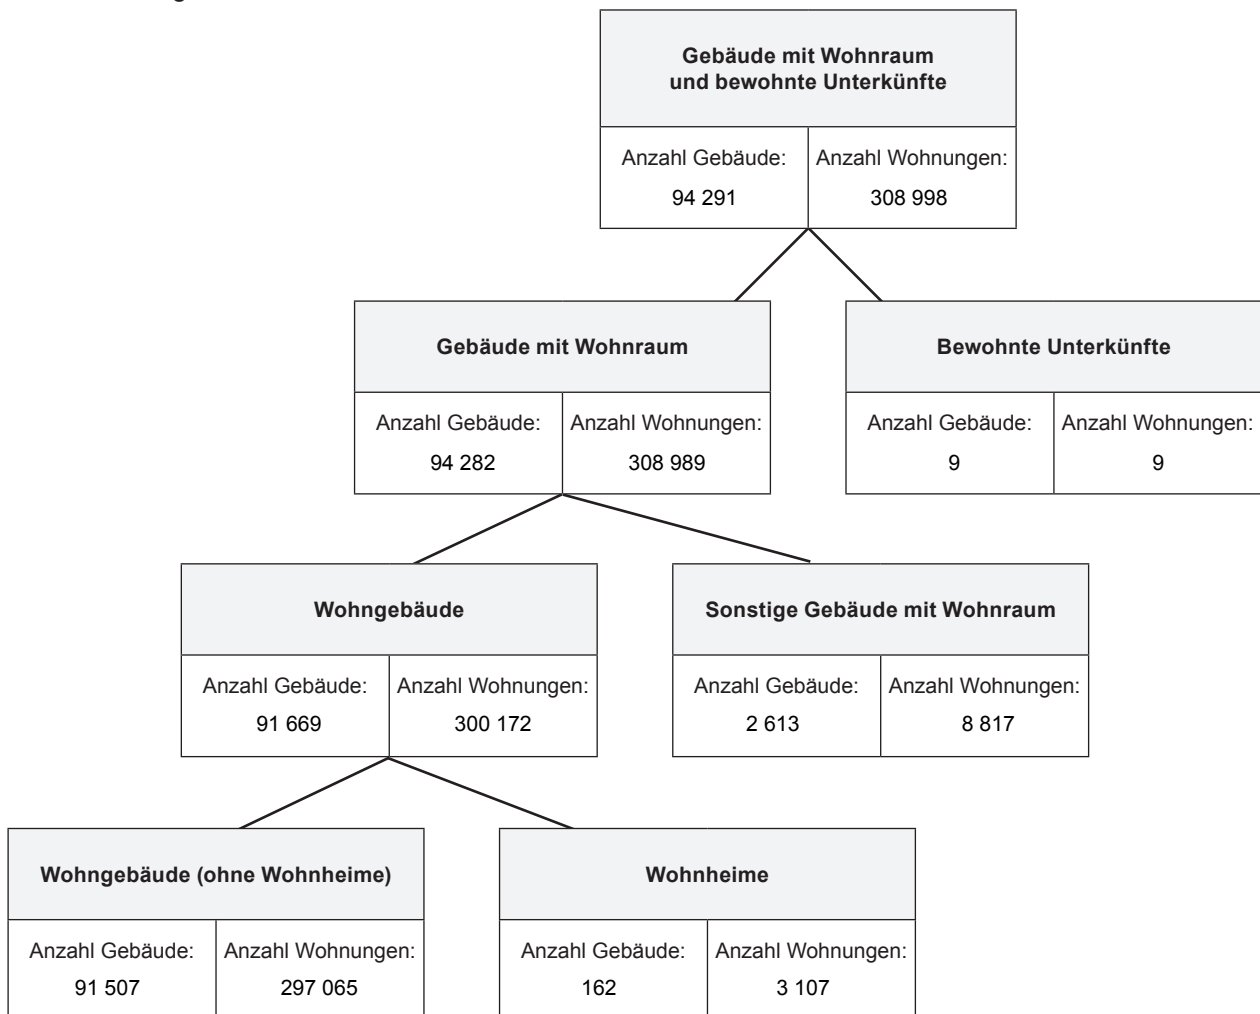 Gebäude mit Wohnraum
und bewohnte Unterkünfte
Anzahl Gebäude:
94 291
Anzahl Wohnungen:
308 998
Gebäude mit Wohnraum
Anzahl Gebäude:
94 282
Anzahl Wohnungen:
308 989
Bewohnte Unterkünfte
Anzahl Gebäude:
9
Anzahl Wohnungen:
9
Wohngebäude
Anzahl Gebäude:
91 669
Anzahl Wohnungen:
300 172
Sonstige Gebäude mit Wohnraum
Anzahl Gebäude:
2 613
Anzahl Wohnungen:
8 817
Wohngebäude (ohne Wohnheime)
Anzahl Gebäude:
91 507
Anzahl Wohnungen:
297 065
Wohnheime
Anzahl Gebäude:
162
Anzahl Wohnungen:
3 107